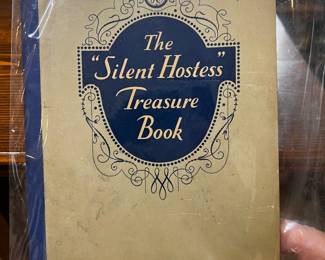 The
"Silent Hostess"
Treasure
Book